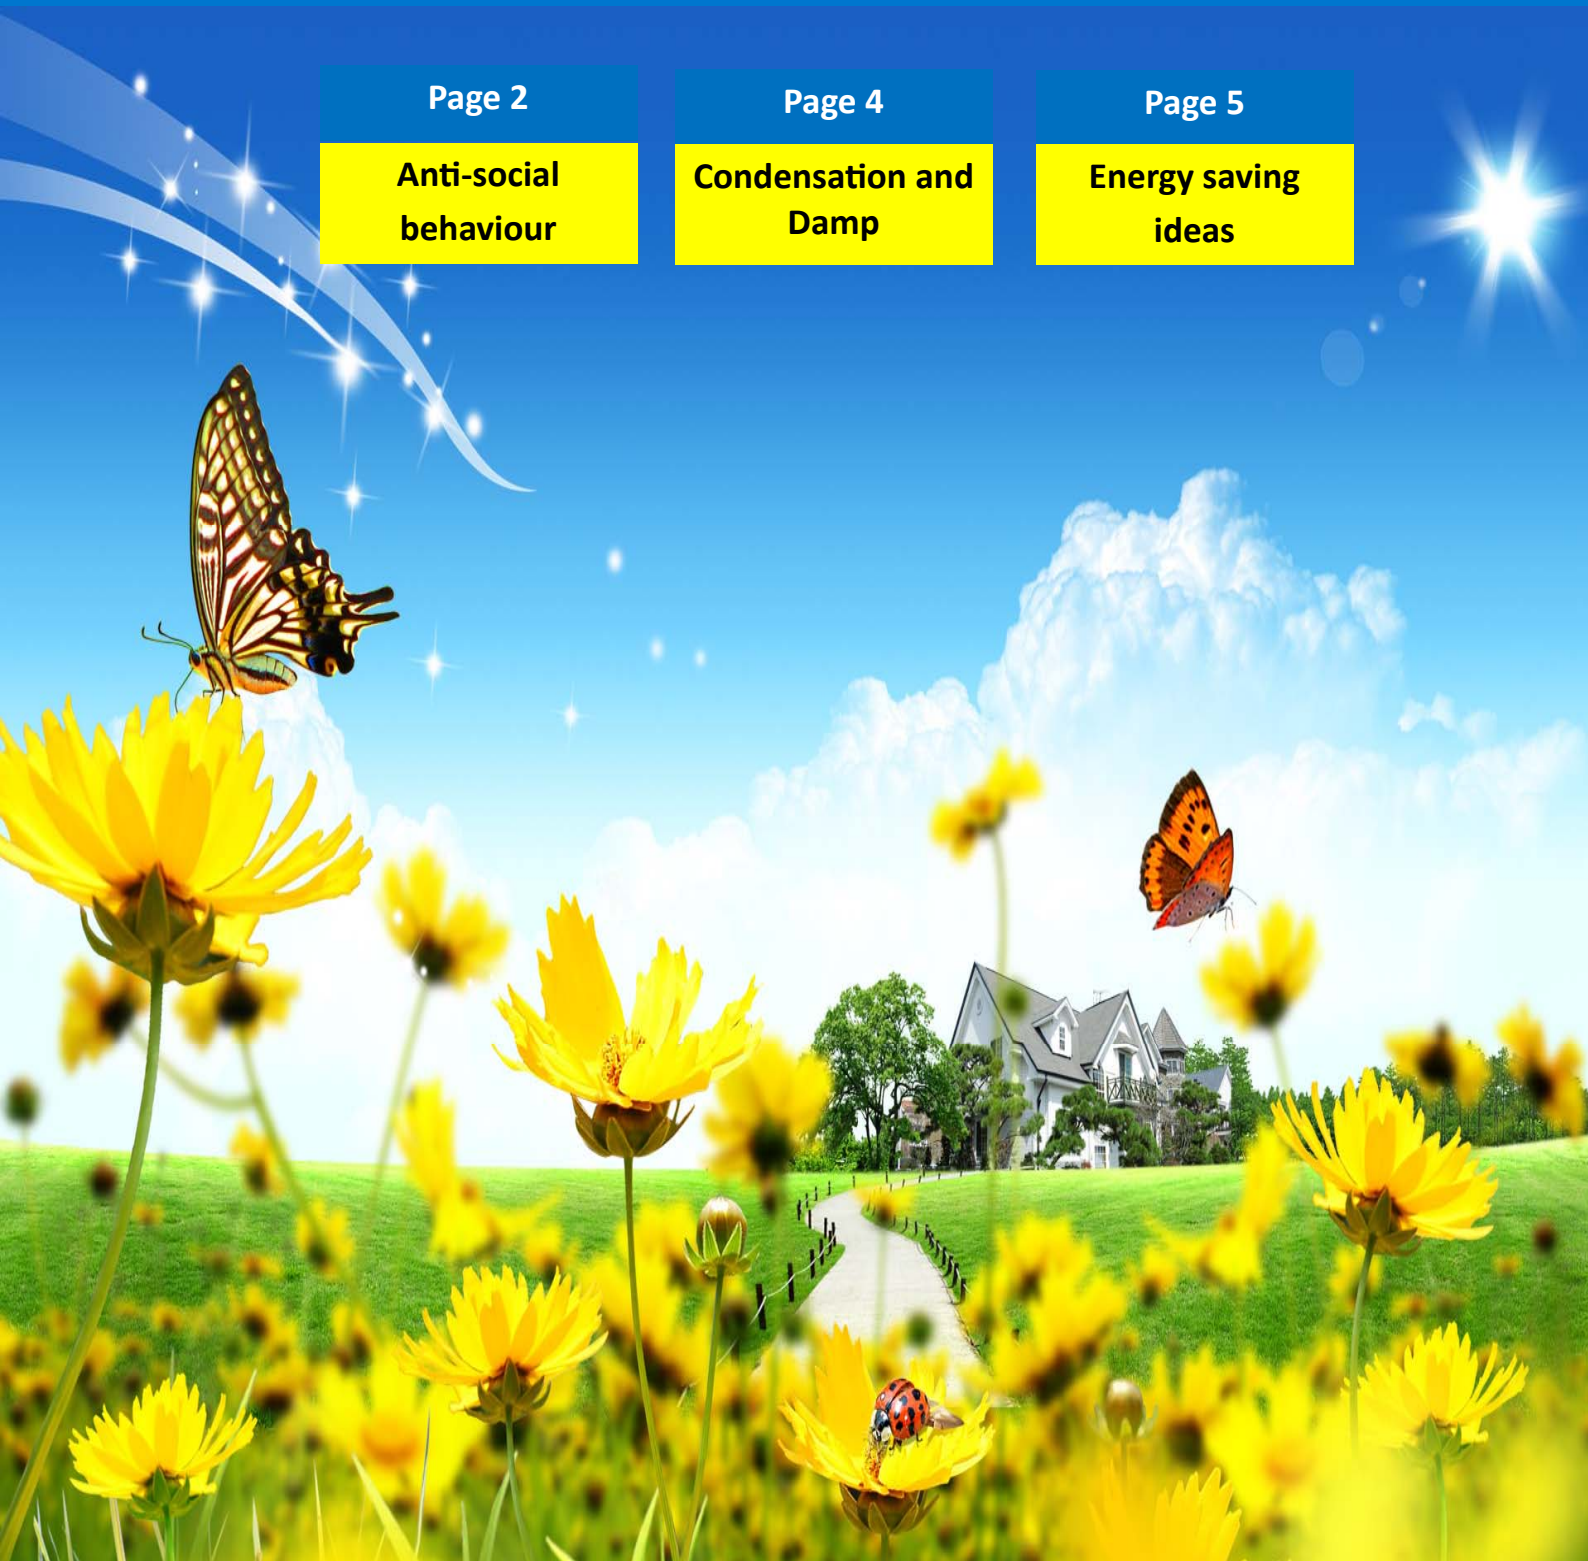 Page 2
Anti-social
behaviour
Page 4
Condensation and
Damp
Page 5
Energy saving
ideas